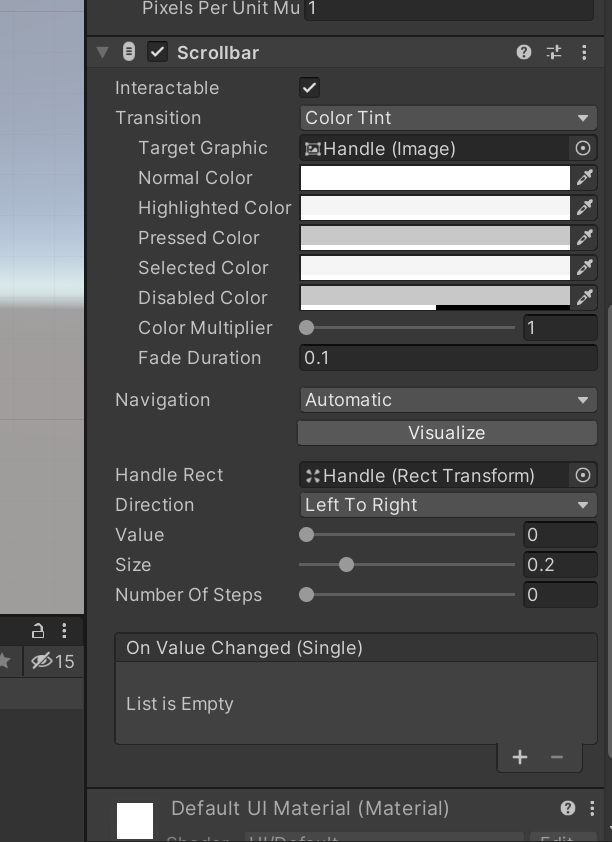 Pixels Per Unit Mu 1
Scrollbar
Interactable
Transition Color Tint
Target Graphic Handle (Image)
Normal Color
Highlighted Color
Pressed Color
Selected Color
Disabled Color
Color Multiplier 1
Fade Duration 0.1
Navigation Automatic
Visualize
Handle Rect Handle (Rect Transform)
Direction Left To Right
Value 0
Size 0.2
Number Of Steps 0
15
On Value Changed (Single)
List is Empty
Default UI Material (Material)
Shader UI/Default Edit